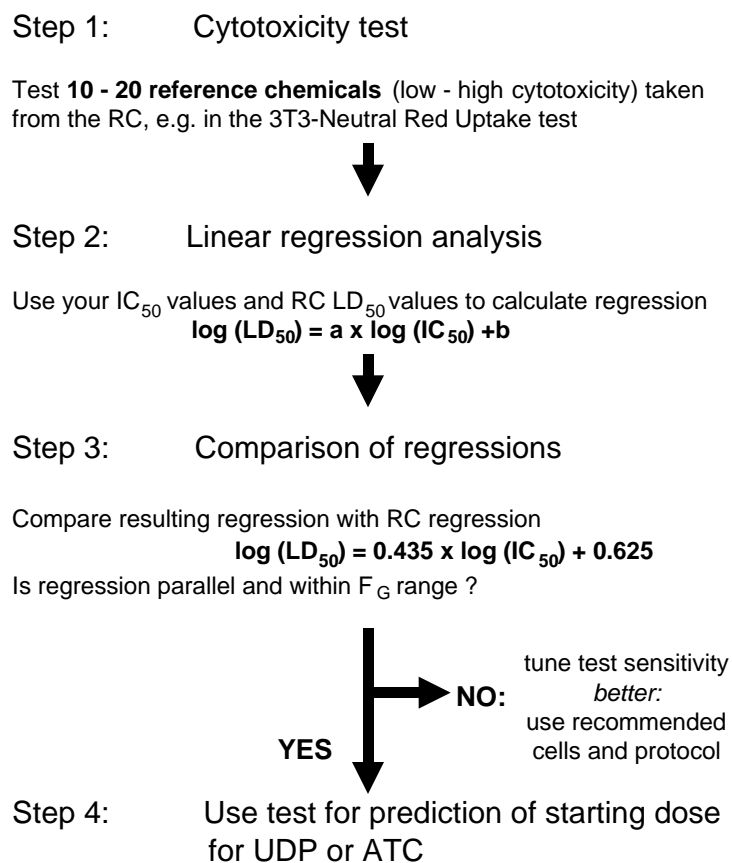 Step 1: Cytotoxicity test
Test 10 - 20 reference chemicals (low - high cytotoxicity) taken
from the RC, e.g. in the 3T3-Neutral Red Uptake test
Step 2: Linear regression analysis
Use your IC50 values and RC LD50 values to calculate regression
log (LD50) = a x log (IC50) +b
Step 3: Comparison of regressions
Compare resulting regression with RC regression
log (LD50) = 0.435 x log (IC50) + 0.625
Is regression parallel and within FG range ?
NO:
tune test sensitivity
better:
use recommended
cells and protocol
YES
Step 4: Use test for prediction of starting dose
for UDP or ATC